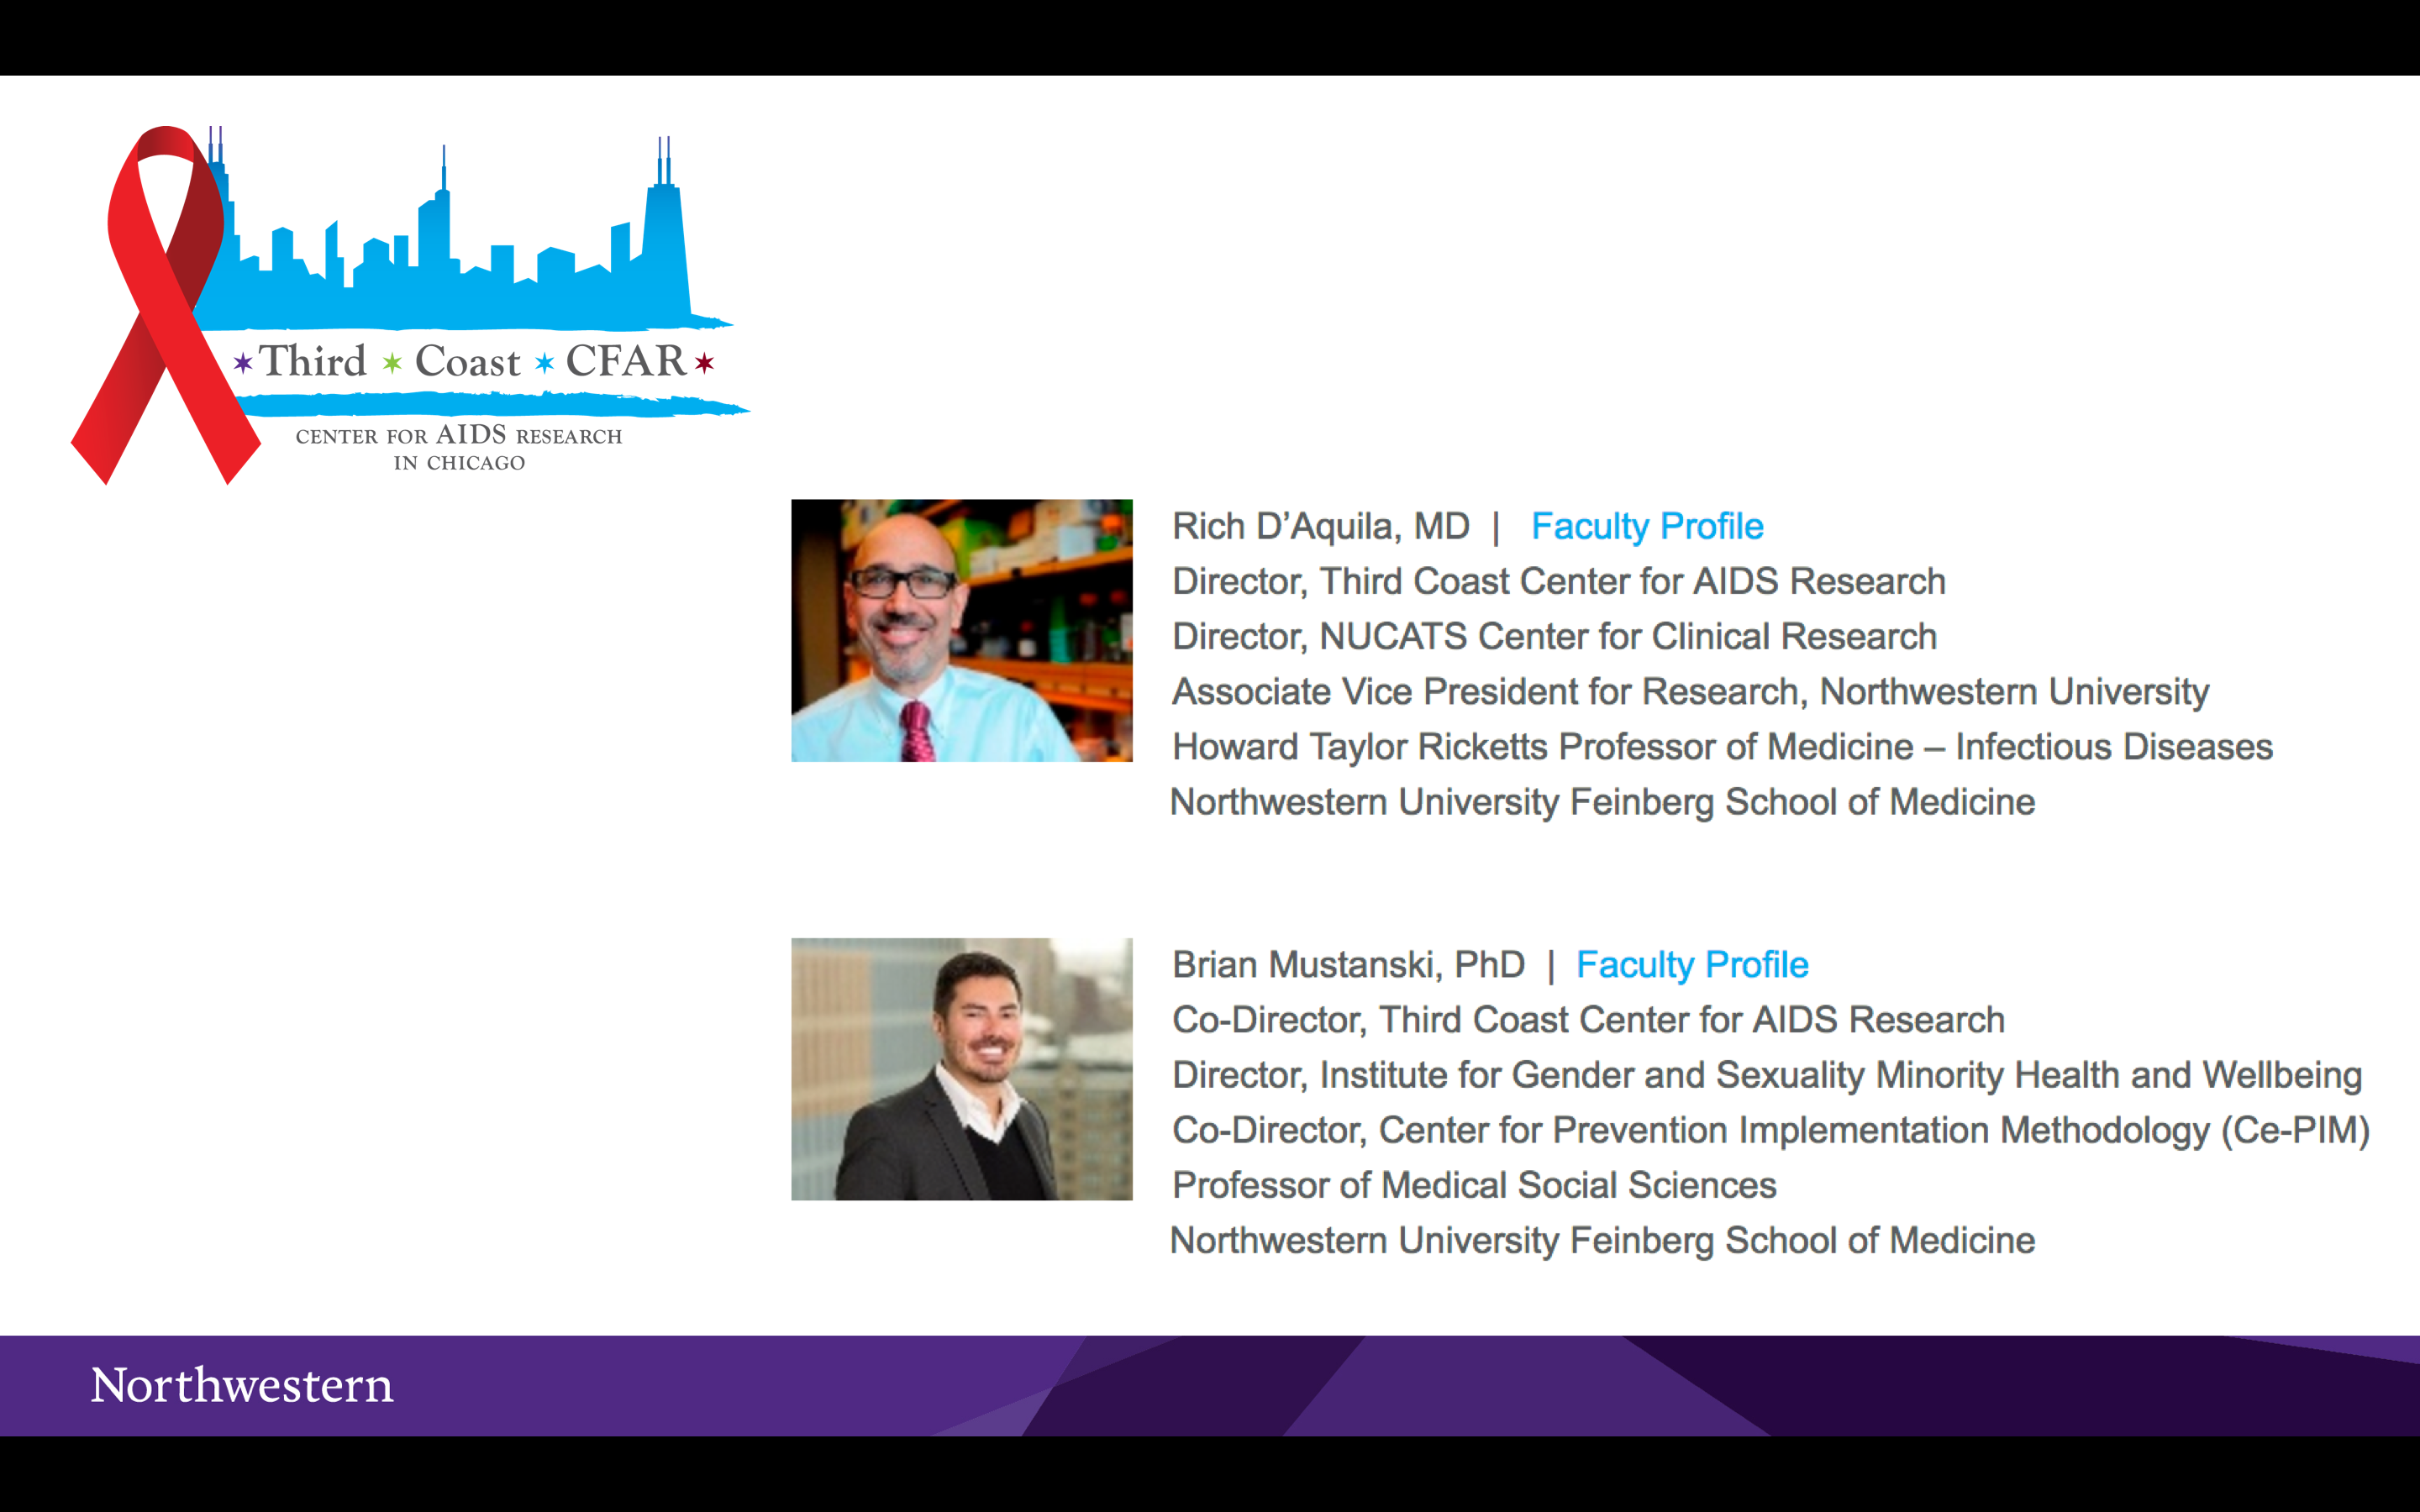 Third Coast CFAR
CENTER FOR AIDS RESEARCH
IN CHICAGO
Rich D’Aquila, MD | Faculty Profile
Director, Third Coast Center for AIDS Research
Director, NUCATS Center for Clinical Research
Associate Vice President for Research, Northwestern University
Howard Taylor Ricketts Professor of Medicine – Infectious Diseases
Northwestern University Feinberg School of Medicine
Brian Mustanski, PhD | Faculty Profile
Co-Director, Third Coast Center for AIDS Research
Director, Institute for Gender and Sexuality Minority Health and Wellbeing
Co-Director, Center for Prevention Implementation Methodology (Ce-PIM)
Professor of Medical Social Sciences
Northwestern University Feinberg School of Medicine
Northwestern